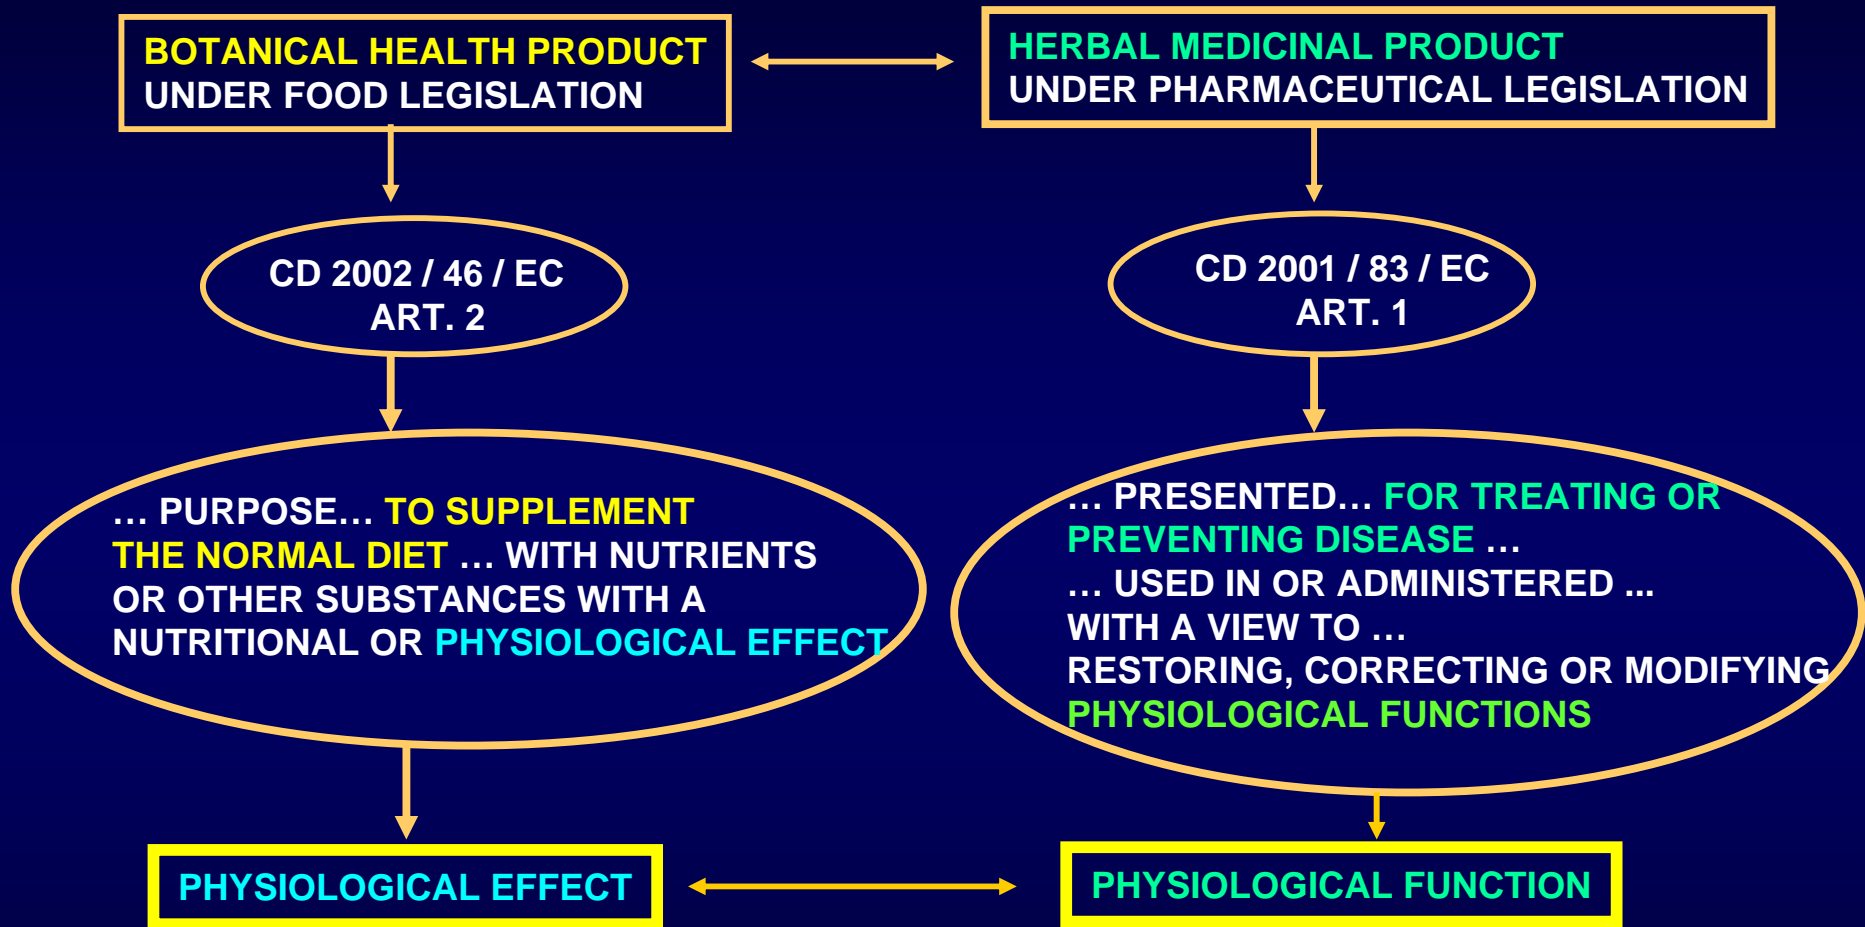 BOTANICAL HEALTH PRODUCT
UNDER FOOD LEGISLATION
HERBAL MEDICINAL PRODUCT
UNDER PHARMACEUTICAL LEGISLATION
CD 2002 / 46 / EC
ART. 2
CD 2001 / 83 / EC
ART. 1
… PURPOSE… TO SUPPLEMENT
THE NORMAL DIET … WITH NUTRIENTS
OR OTHER SUBSTANCES WITH A
NUTRITIONAL OR PHYSIOLOGICAL EFFECT
… PRESENTED… FOR TREATING OR
PREVENTING DISEASE …
… USED IN OR ADMINISTERED ...
WITH A VIEW TO …
RESTORING, CORRECTING OR MODIFYING
PHYSIOLOGICAL FUNCTIONS
PHYSIOLOGICAL EFFECT
PHYSIOLOGICAL FUNCTION